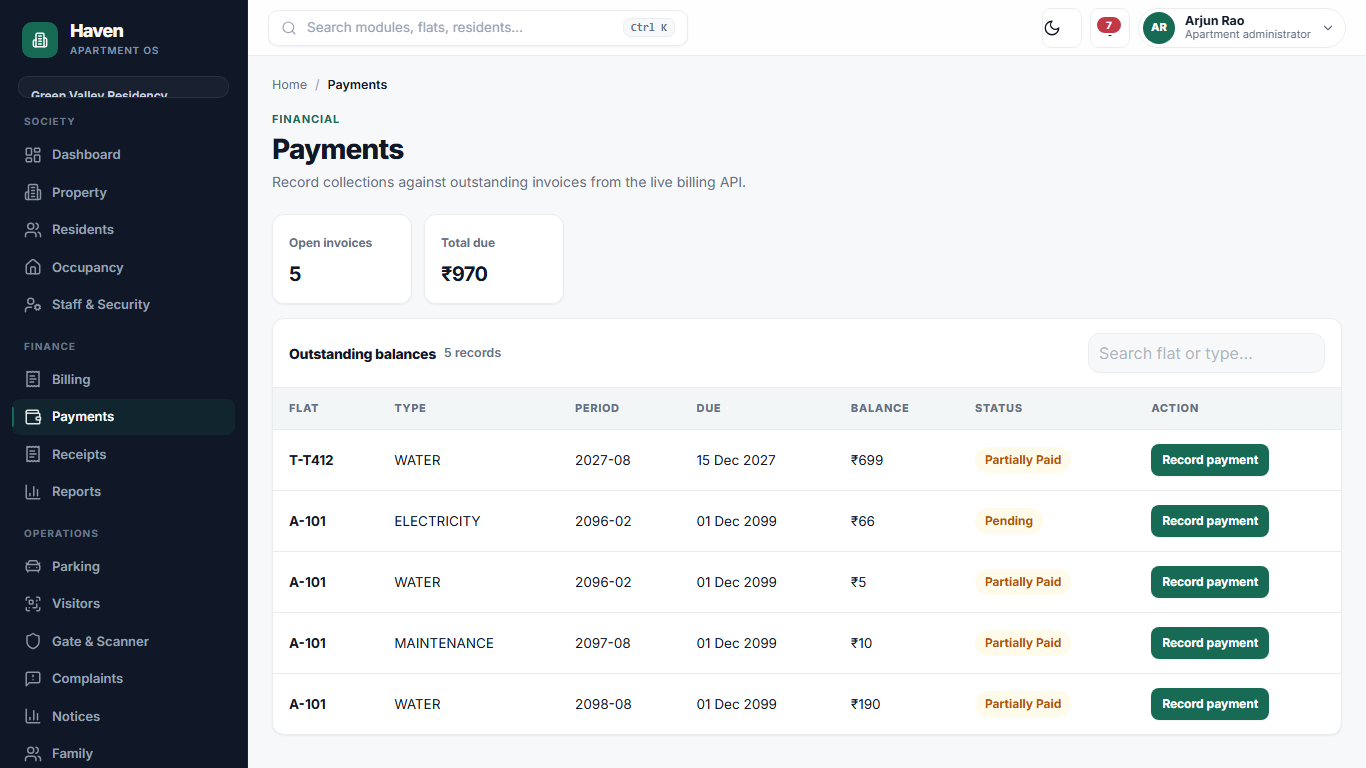 Haven
APARTMENT OS
Green Valley Residency
SOCIETY
Dashboard
Property
Residents
Occupancy
Staff & Security
FINANCE
Billing
Payments
Receipts
Reports
OPERATIONS
Parking
Visitors
Gate & Scanner
Complaints
Notices
Family
Search modules, flats, residents... Ctrl K
7
AR
Arjun Rao
Apartment administrator
Home / Payments
FINANCIAL
Payments
Record collections against outstanding invoices from the live billing API.
Open invoices
5
Total due
₹970
Outstanding balances 5 records
Search flat or type...
FLAT TYPE PERIOD DUE BALANCE STATUS ACTION
T-T412 WATER 2027-08 15 Dec 2027 ₹699 Partially Paid Record payment
A-101 ELECTRICITY 2096-02 01 Dec 2099 ₹66 Pending Record payment
A-101 WATER 2096-02 01 Dec 2099 ₹5 Partially Paid Record payment
A-101 MAINTENANCE 2097-08 01 Dec 2099 ₹10 Partially Paid Record payment
A-101 WATER 2098-08 01 Dec 2099 ₹190 Partially Paid Record payment